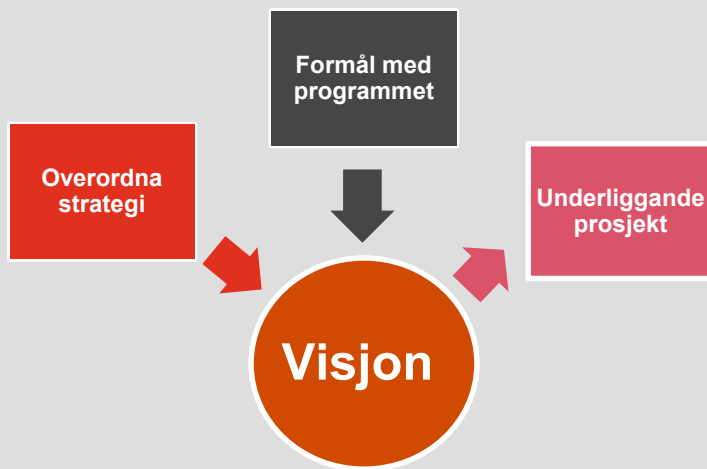 Formål med
programmet
Overordna
strategi
Underliggande
prosjekt
Visjon